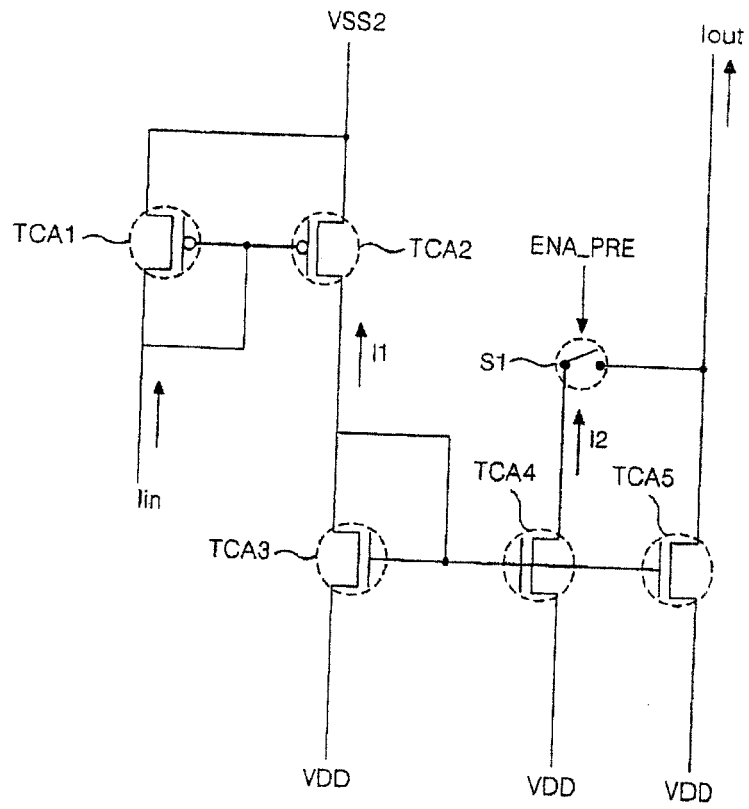 VSS2
Iout
TCA1
TCA2
ENA_PRE
I1
S1
I2
Iin
TCA4
TCA5
TCA3
VDD
VDD
VDD